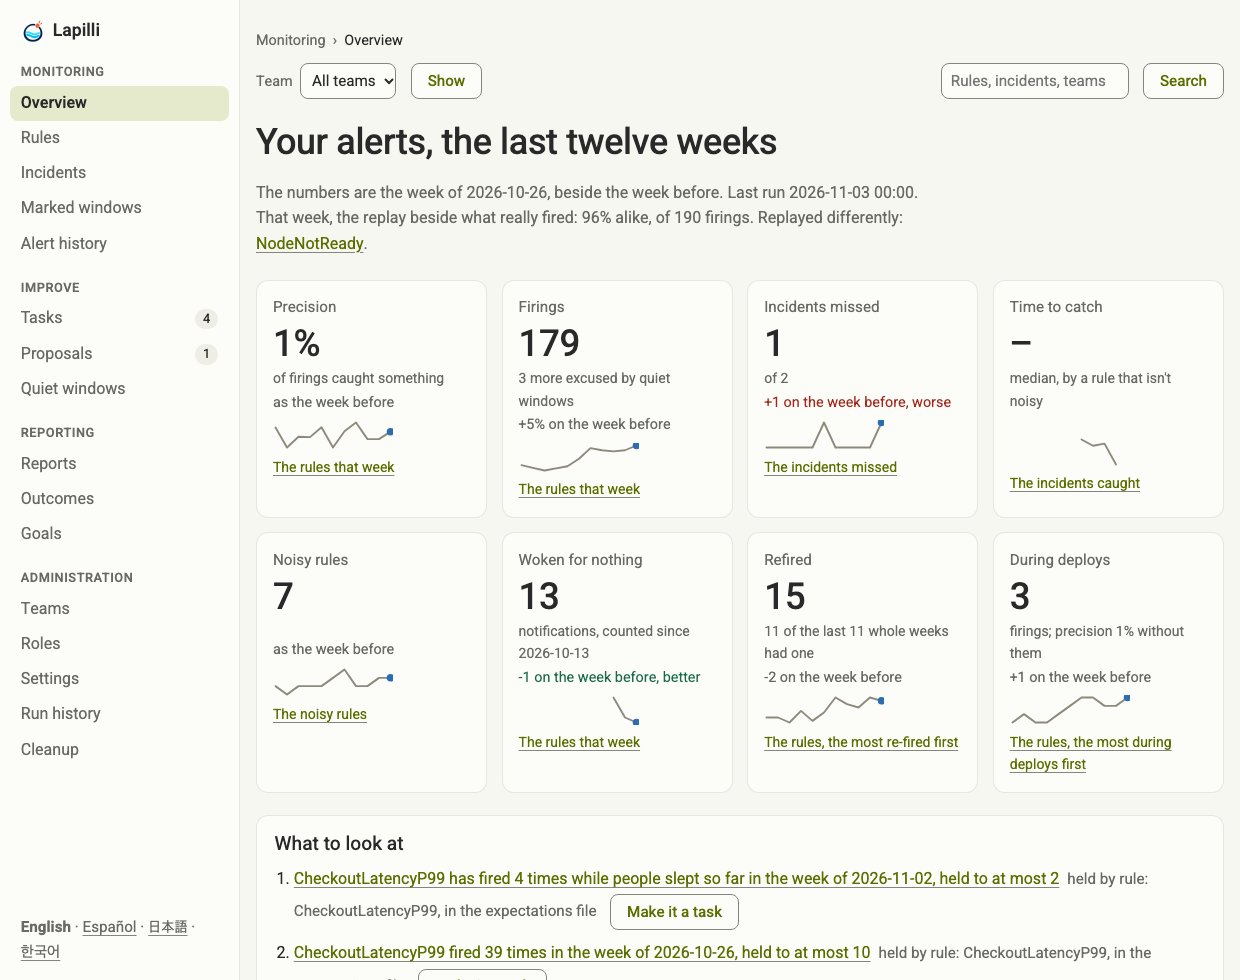 Lapilli
MONITORING
Overview
Rules
Incidents
Marked windows
Alert history
IMPROVE
Tasks 4
Proposals 1
Quiet windows
REPORTING
Reports
Outcomes
Goals
ADMINISTRATION
Teams
Roles
Settings
Run history
Cleanup
English · Español · 日本語 ·
한국어
Monitoring › Overview
Team All teams Show Rules, incidents, teams Search
Your alerts, the last twelve weeks
The numbers are the week of 2026-10-26, beside the week before. Last run 2026-11-03 00:00.
That week, the replay beside what really fired: 96% alike, of 190 firings. Replayed differently:
NodeNotReady.
Precision
1%
of firings caught something
as the week before
The rules that week
Firings
179
3 more excused by quiet
windows
+5% on the week before
The rules that week
Incidents missed
1
of 2
+1 on the week before, worse
The incidents missed
Time to catch
–
median, by a rule that isn't
noisy
The incidents caught
Noisy rules
7
as the week before
The noisy rules
Woken for nothing
13
notifications, counted since
2026-10-13
-1 on the week before, better
The rules that week
Refired
15
11 of the last 11 whole weeks
had one
-2 on the week before
The rules, the most re-fired first
During deploys
3
firings; precision 1% without
them
+1 on the week before
The rules, the most during
deploys first
What to look at
1. CheckoutLatencyP99 has fired 4 times while people slept so far in the week of 2026-11-02, held to at most 2 held by rule:
CheckoutLatencyP99, in the expectations file Make it a task
2. CheckoutLatencyP99 fired 39 times in the week of 2026-10-26, held to at most 10 held by rule: CheckoutLatencyP99, in the